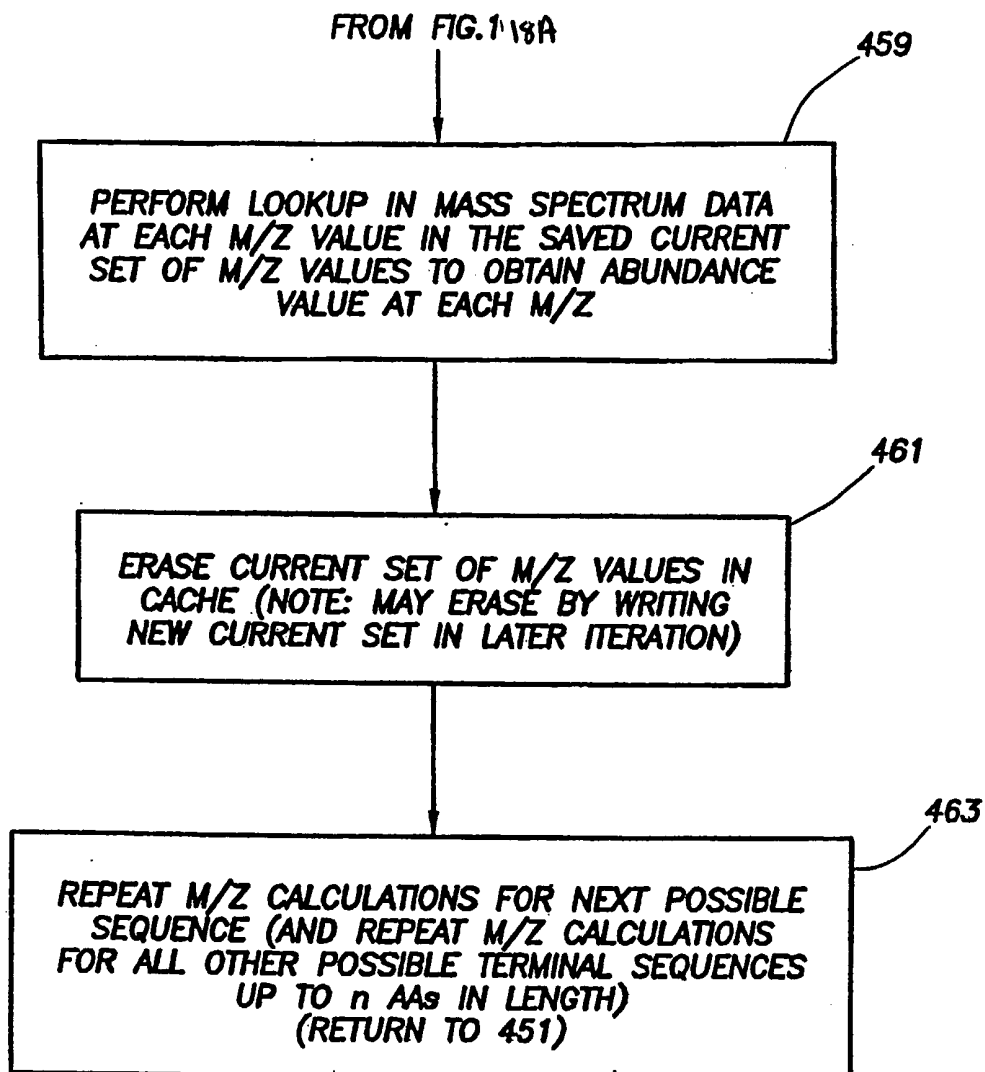 FROM FIG. 18A
459
PERFORM LOOKUP IN MASS SPECTRUM DATA
AT EACH M/Z VALUE IN THE SAVED CURRENT
SET OF M/Z VALUES TO OBTAIN ABUNDANCE
VALUE AT EACH M/Z
461
ERASE CURRENT SET OF M/Z VALUES IN
CACHE (NOTE: MAY ERASE BY WRITING
NEW CURRENT SET IN LATER ITERATION)
463
REPEAT M/Z CALCULATIONS FOR NEXT POSSIBLE
SEQUENCE (AND REPEAT M/Z CALCULATIONS
FOR ALL OTHER POSSIBLE TERMINAL SEQUENCES
UP TO n AAs IN LENGTH)
(RETURN TO 451)